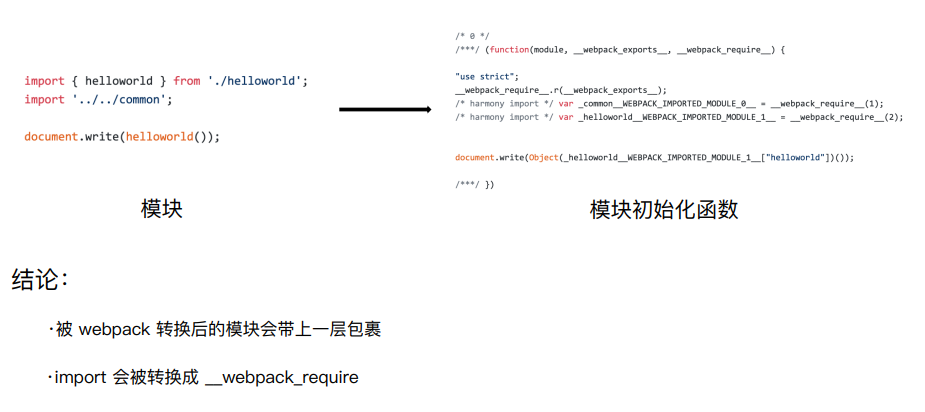 import { helloworld } from './helloworld';
import '../../common';
document.write(helloworld());
模块
/* 0 */
/***/ (function(module, __webpack_exports__, __webpack_require__) {
"use strict";
__webpack_require__.r(__webpack_exports__);
/* harmony import */ var _common__WEBPACK_IMPORTED_MODULE_0__ = __webpack_require__(1);
/* harmony import */ var _helloworld__WEBPACK_IMPORTED_MODULE_1__ = __webpack_require__(2);
document.write(Object(_helloworld__WEBPACK_IMPORTED_MODULE_1__["helloworld"])());
/***/ })
模块初始化函数
结论：
·被 webpack 转换后的模块会带上一层包裹
·import 会被转换成 __webpack_require